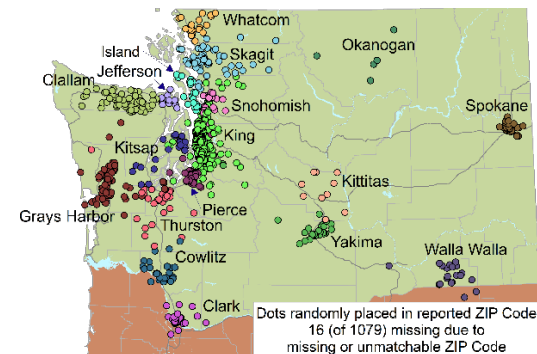 Whatcom
Island
Skagit
Okanogan
Jefferson
Clallam
Snohomish
Spokane
King
Kitsap
Kittitas
Grays Harbor
Pierce
Thurston
Yakima
Walla Walla
Cowlitz
Clark
Dots randomly placed in reported ZIP Code
16 (of 1079) missing due to
missing or unmatchable ZIP Code